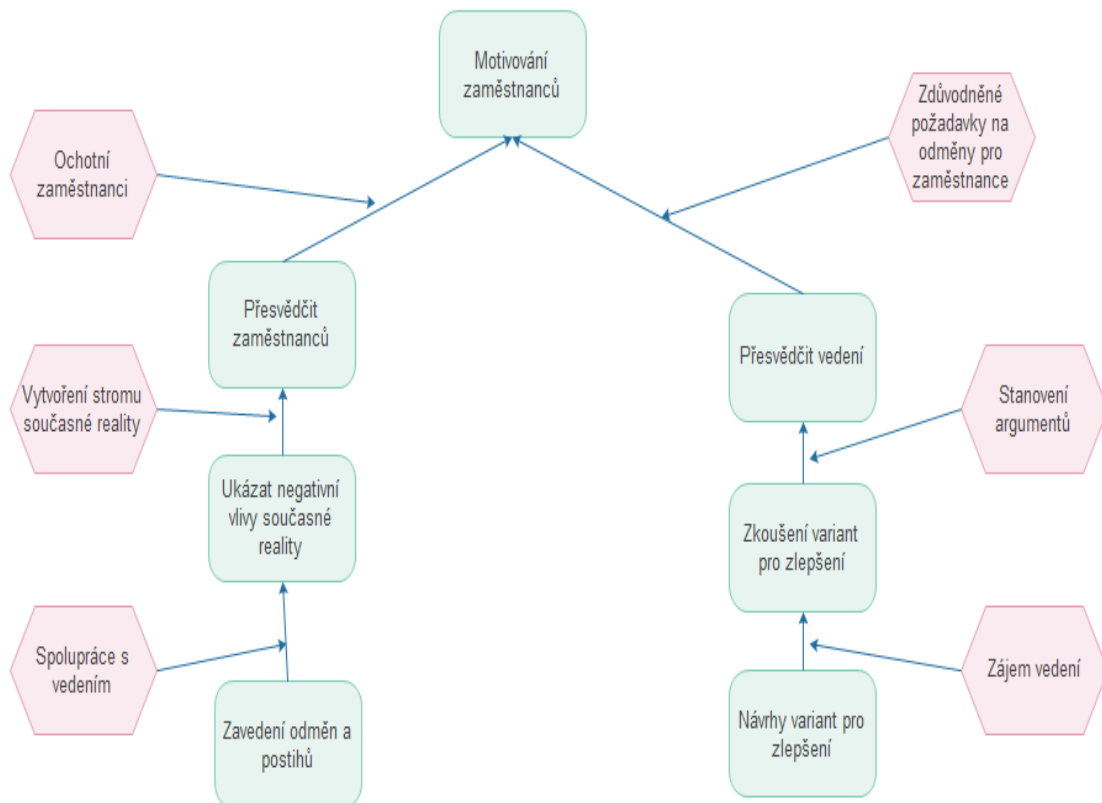 Motivování
zaměstnanců
Zdůvodněné
požadavky na
odměny pro
zaměstnance
Ochotní
zaměstnanci
Přesvědčit
zaměstnanců
Přesvědčit vedení
Vytvoření stromu
současné reality
Stanovení
argumentů
Ukázat negativní
vlivy současné
reality
Zkoušení variant
pro zlepšení
Spolupráce s
vedením
Zájem vedení
Zavedení odměn a
postihů
Návrhy variant pro
zlepšení